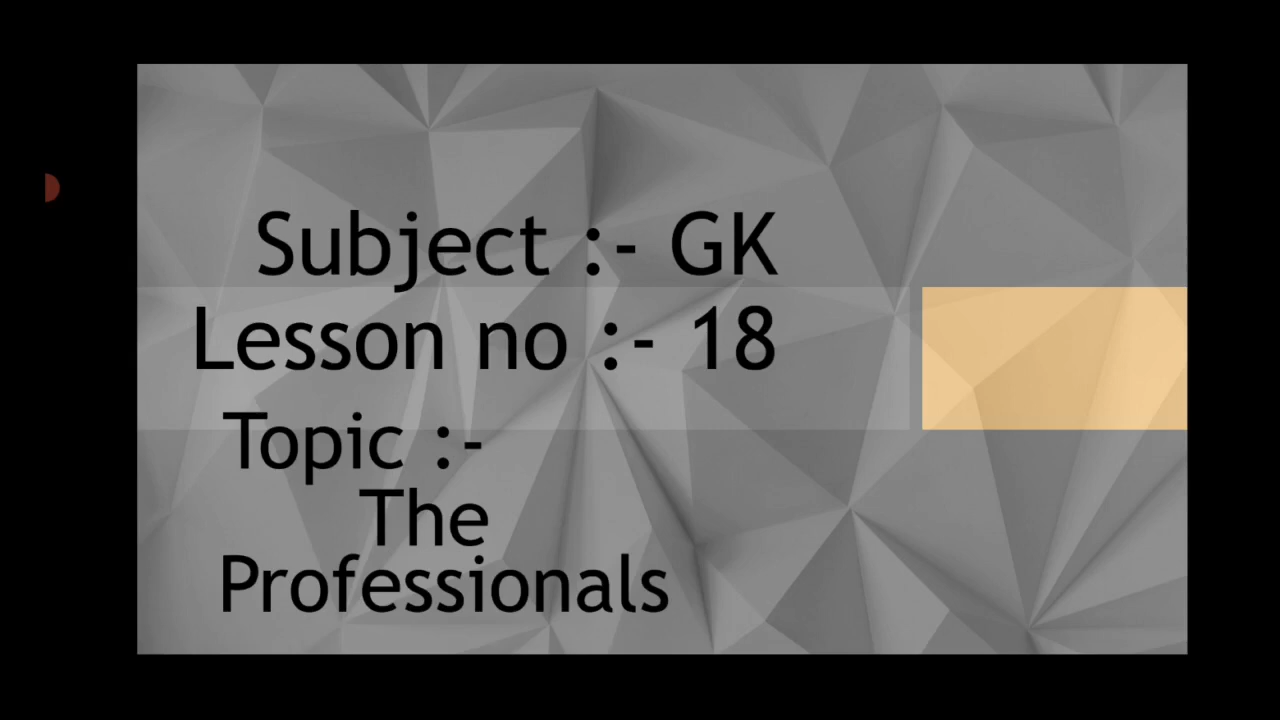 Subject :- GK
Lesson no :- 18
Topic :-
The
Professionals